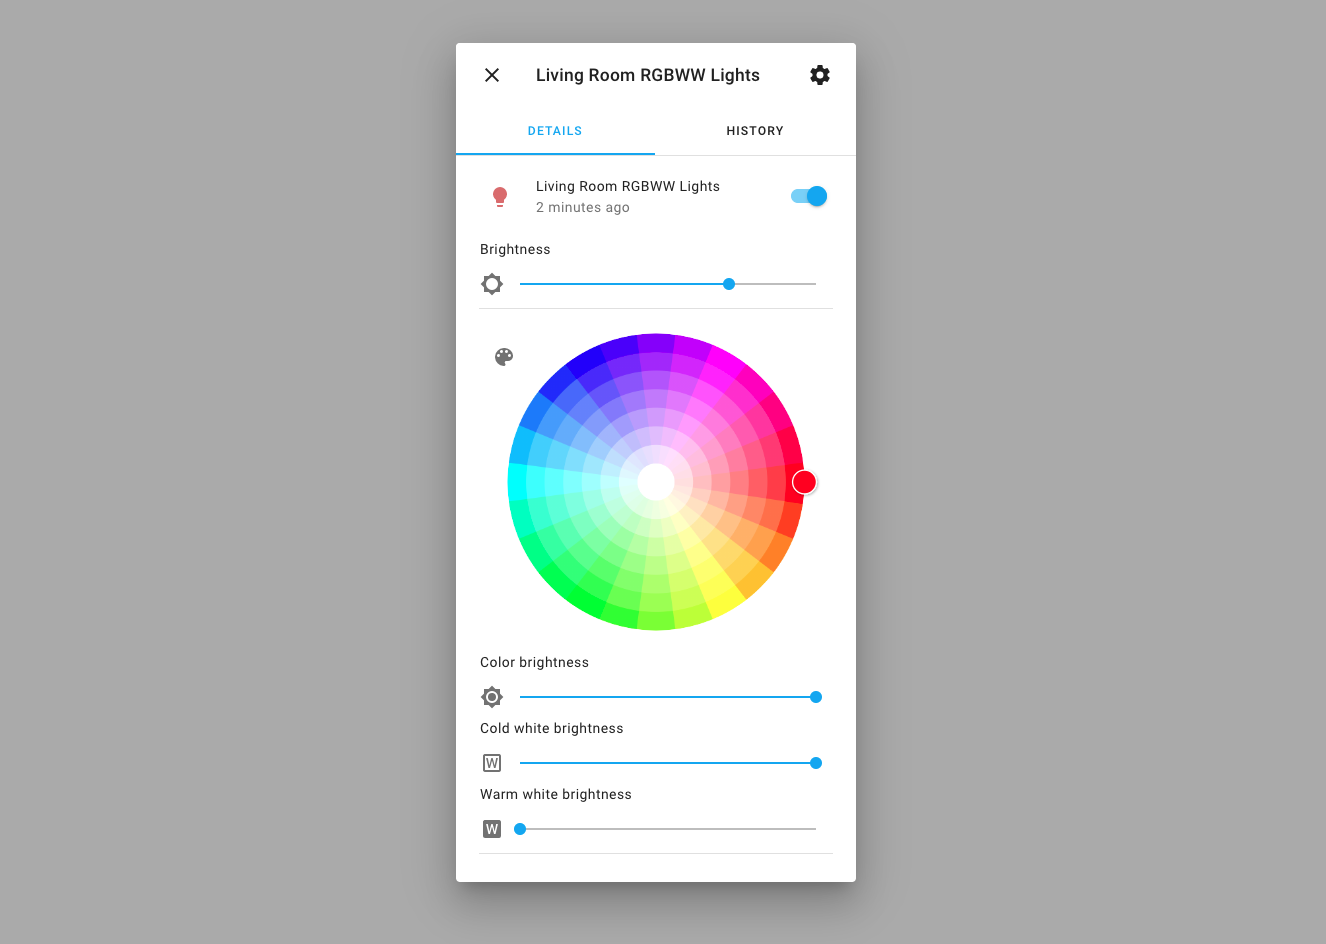 Living Room RGBWW Lights
DETAILS
HISTORY
Living Room RGBWW Lights
2 minutes ago
Brightness
Color brightness
Cold white brightness
W
Warm white brightness
W